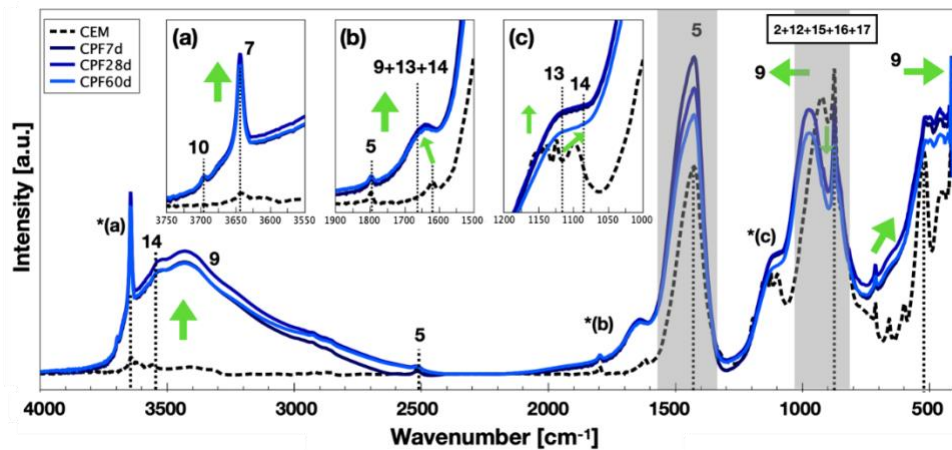 CEM
CPF7d
CPF28d
CPF60d
(a)
7
10
3750 3700 3650 3600 3550
(b)
9+13+14
5
1900 1800 1700 1600 1500
(c)
13
14
1200 1150 1100 1050 1000
5
2+12+15+16+17
9
9
*(a)
14
9
5
*(b)
*(c)
Intensity [a.u.]
4000 3500 3000 2500 2000 1500 1000 500
Wavenumber [cm⁻¹]